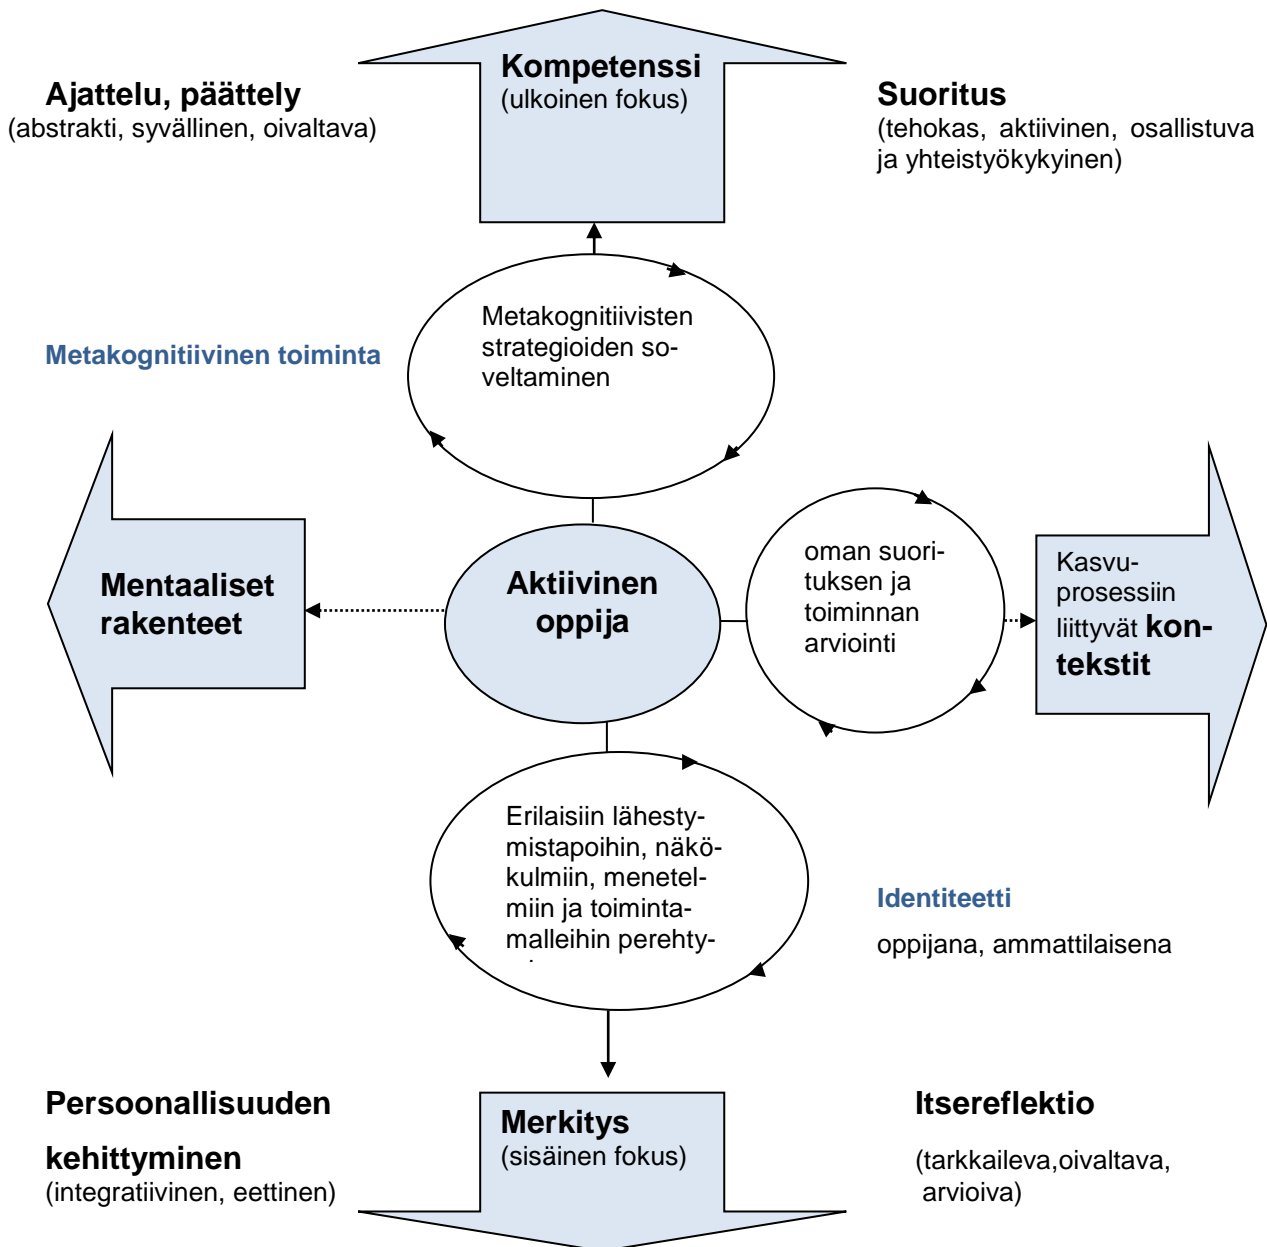 Kompetenssi
(ulkoinen fokus)
Ajattelu, päättely
(abstrakti, syvällinen, oivaltava)
Suoritus
(tehokas, aktiivinen, osallistuva
ja yhteistyökykyinen)
Metakognitiivinen toiminta
Metakognitiivisten
strategioiden so-
veltaminen
Mentaaliset
rakenteet
Aktiivinen
oppija
oman suori-
tuksen ja
toiminnan
arviointi
Kasvu-
prosessiin
liittyvät kon-
tekstit
Erilaisiin lähesty-
mistapoihin, näkö-
kulmiin, menetel-
miin ja toiminta-
malleihin perehty-
Identiteetti
oppijana, ammattilaisena
Persoonallisuuden
kehittyminen
(integratiivinen, eettinen)
Merkitys
(sisäinen fokus)
Itsereflektio
(tarkkaileva,oivaltava,
arvioiva)